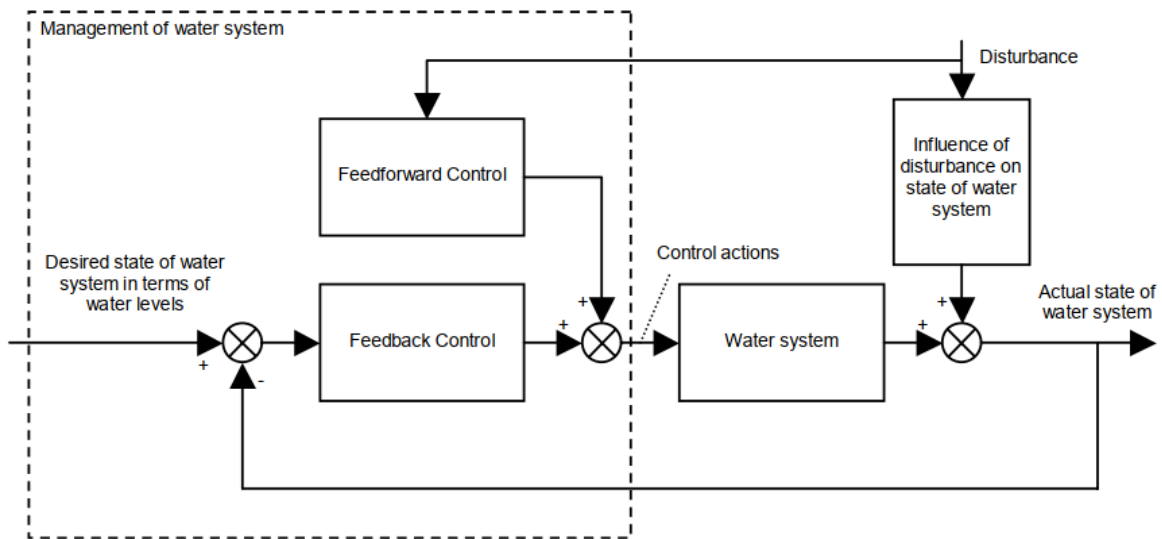 Management of water system
Disturbance
Influence of
disturbance on
state of water
system
Feedforward Control
Control actions
Desired state of water
system in terms of
water levels
Actual state of
water system
+
+
+
Feedback Control
+
Water system
+
+
-